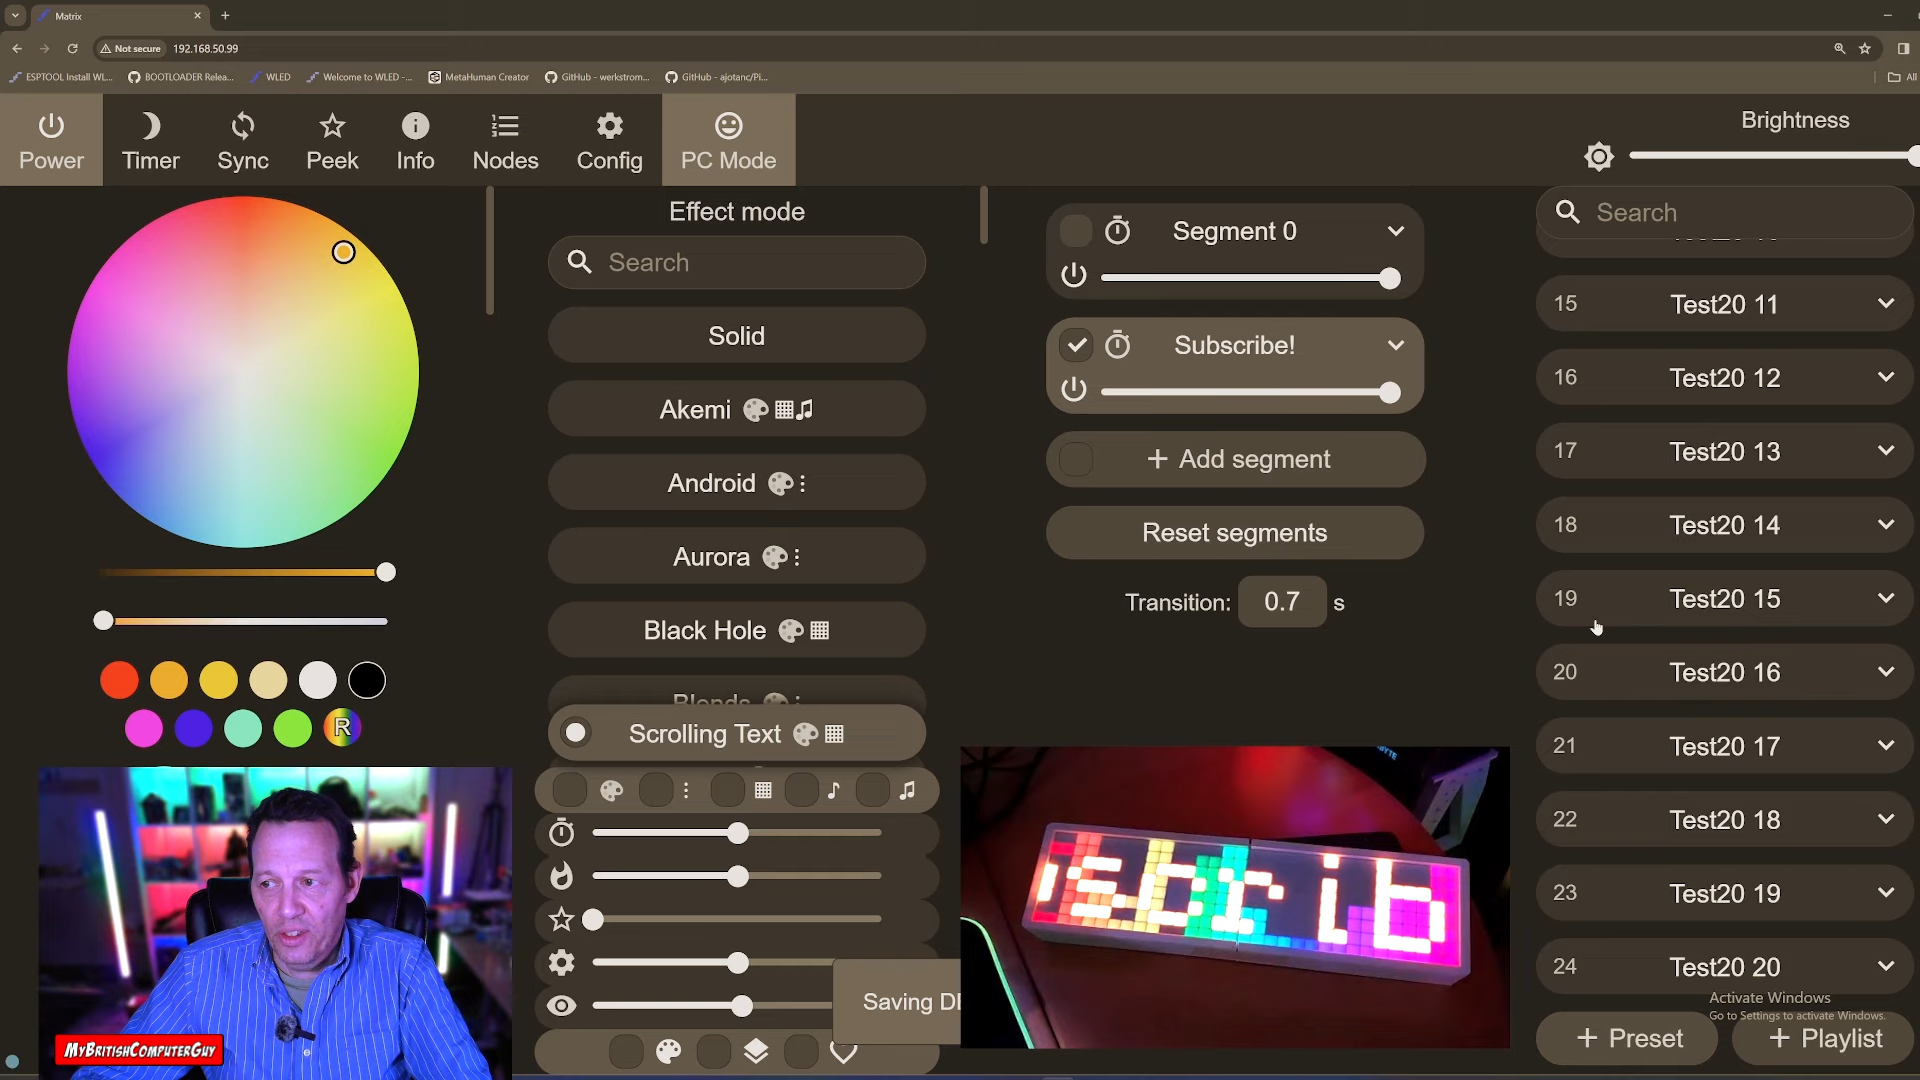 Matrix
Not secure
192.168.50.99
ESPTOOL Install WL...
BOOTLOADER Relea...
WLED
Welcome to WLED -...
MetaHuman Creator
GitHub - werkstrom...
GitHub - ajotanc/Pi...
All
Power
Timer
Sync
Peek
Info
Nodes
Config
PC Mode
Brightness
Effect mode
Search
Solid
Akemi
Android
Aurora
Black Hole
Blends
Scrolling Text
Segment 0
Subscribe!
+ Add segment
Reset segments
Transition: 0.7 s
Search
15 Test20 11
16 Test20 12
17 Test20 13
18 Test20 14
19 Test20 15
20 Test20 16
21 Test20 17
22 Test20 18
23 Test20 19
24 Test20 20
Activate Windows
Go to Settings to activate Windows.
+ Preset
+ Playlist
R
Saving
MyBritishComputerGuy
scrib